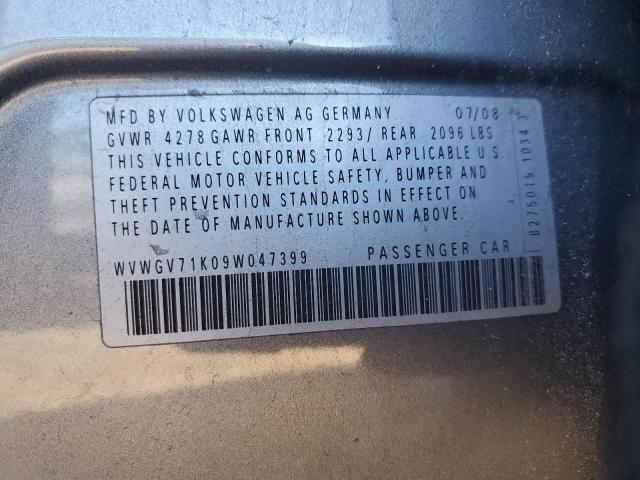 MFD BY VOLKSWAGEN AG GERMANY 07/08
GVWR 4278 GAWR FRONT 2293/ REAR 2096 LBS
THIS VEHICLE CONFORMS TO ALL APPLICABLE U.S.
FEDERAL MOTOR VEHICLE SAFETY, BUMPER AND
THEFT PREVENTION STANDARDS IN EFFECT ON
THE DATE OF MANUFACTURE SHOWN ABOVE.
WVWGV71K09W047399 PASSENGER CAR
1034 3